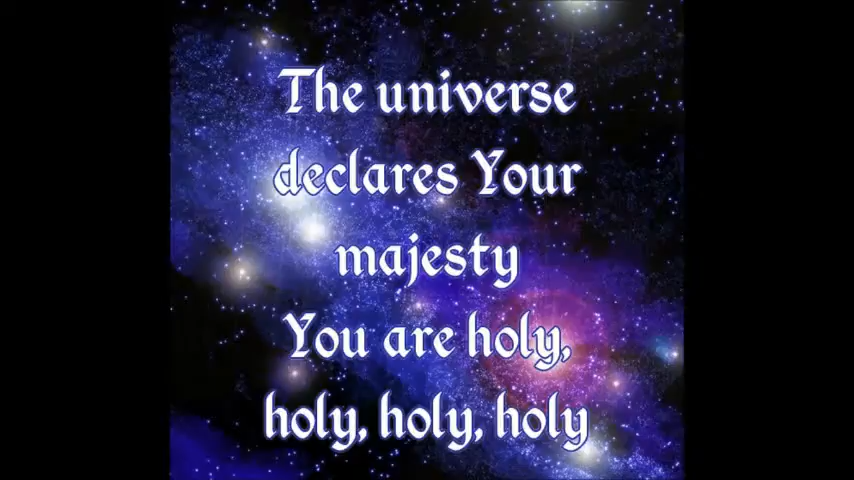 The universe
declares Your
majesty
You are holy,
holy, holy, holy